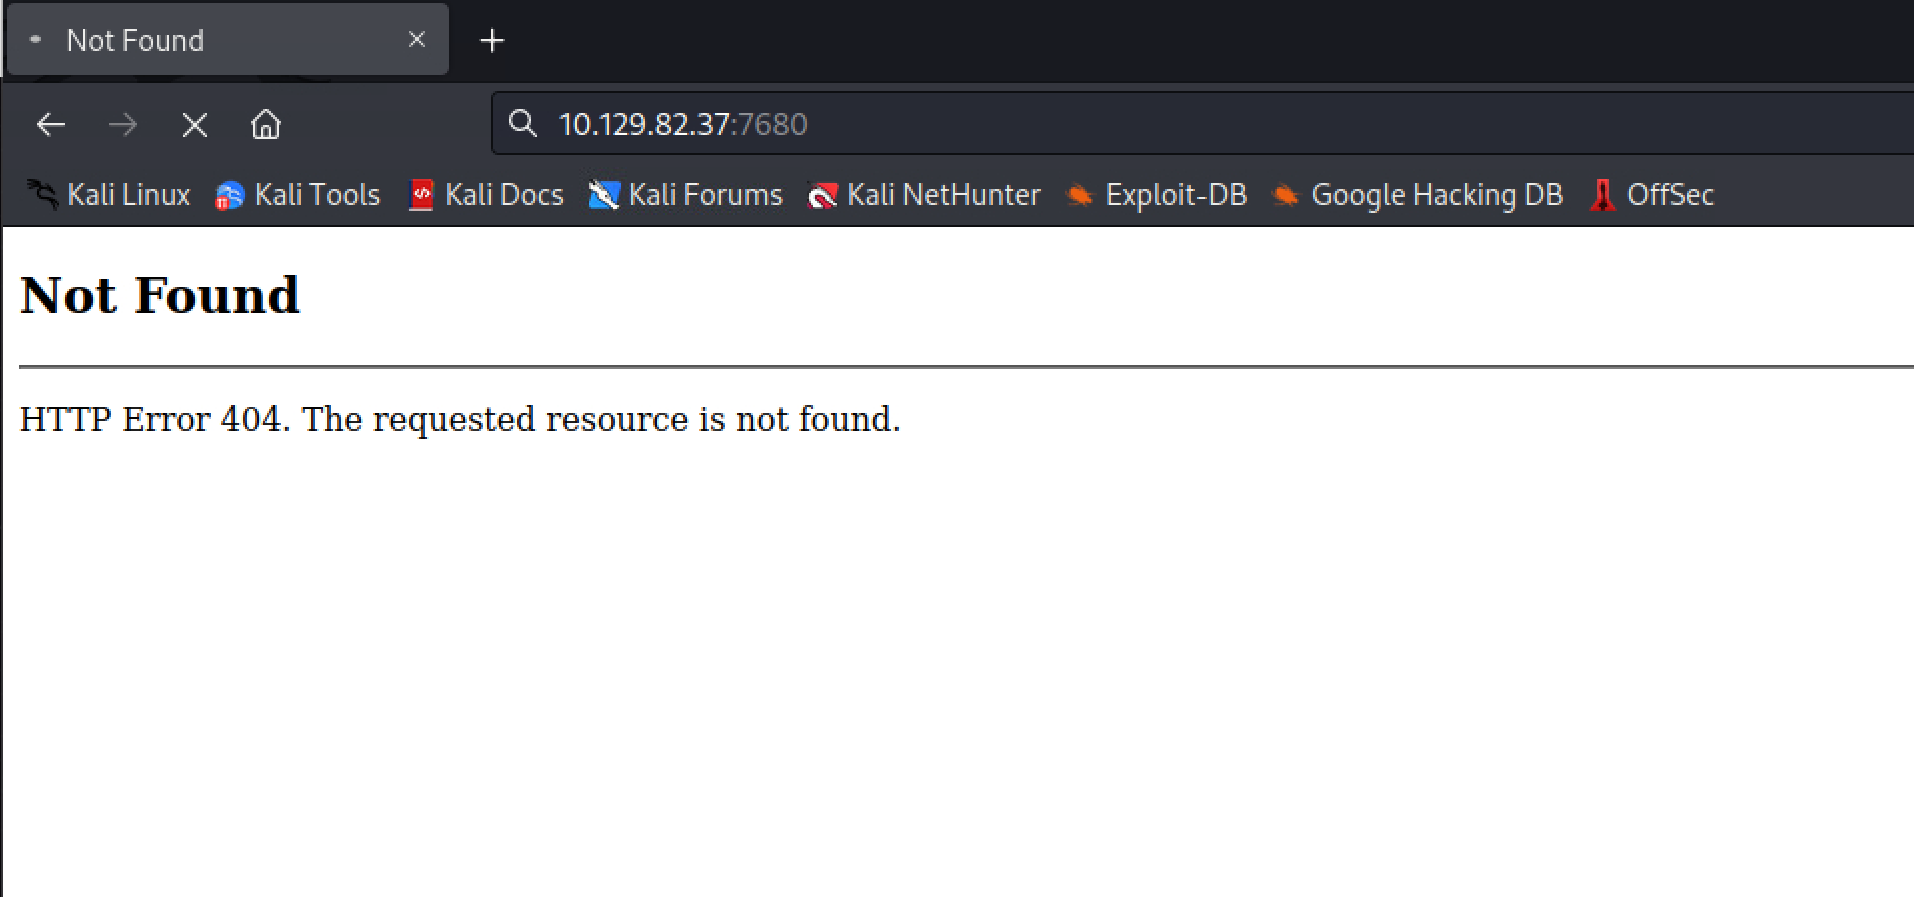 Not Found
10.129.82.37:7680
Kali Linux Kali Tools Kali Docs Kali Forums Kali NetHunter Exploit-DB Google Hacking DB OffSec
Not Found
HTTP Error 404. The requested resource is not found.